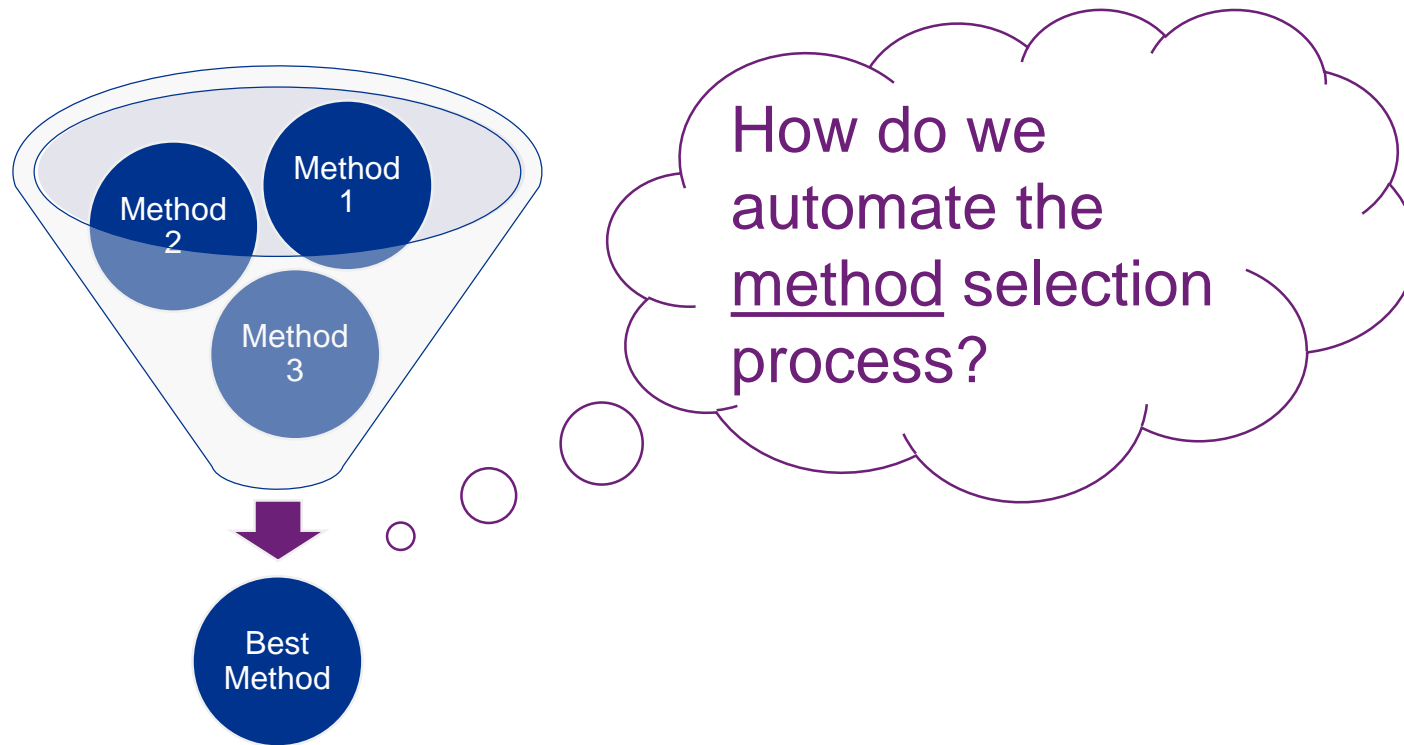 Method
1
Method
2
Method
3
Best
Method
How do we
automate the
method selection
process?